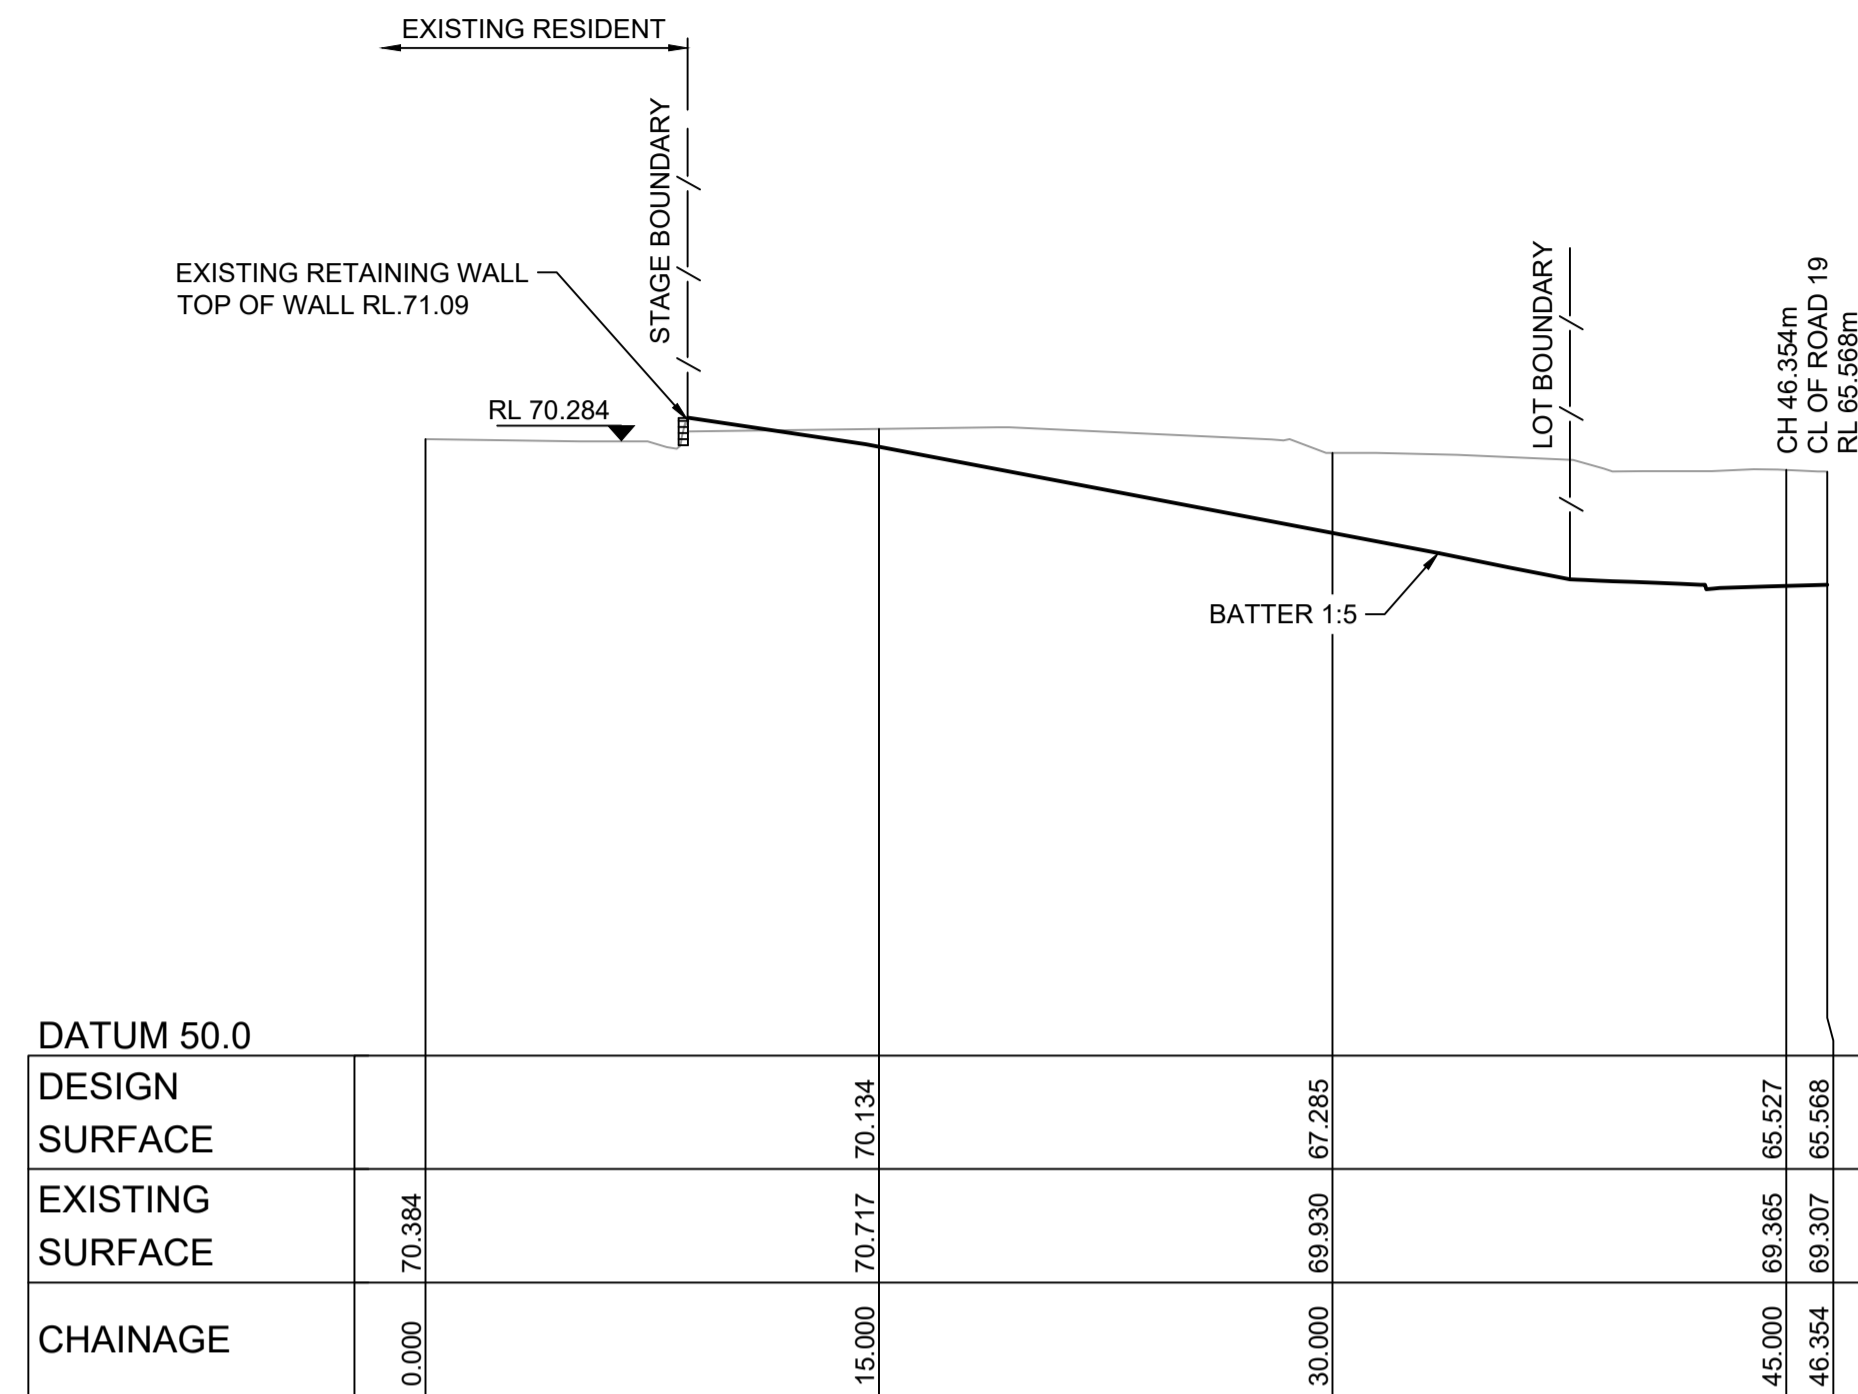 EXISTING RESIDENT
STAGE BOUNDARY
EXISTING RETAINING WALL
TOP OF WALL RL.71.09
LOT BOUNDARY
CH 46.354m
CL OF ROAD 19
RL 65.568m
RL 70.284
BATTER 1:5
DATUM 50.0
DESIGN
SURFACE
70.134
67.285
65.527
65.568
EXISTING
SURFACE
70.384
70.717
69.930
69.365
69.307
CHAINAGE
0.000
15.000
30.000
45.000
46.354